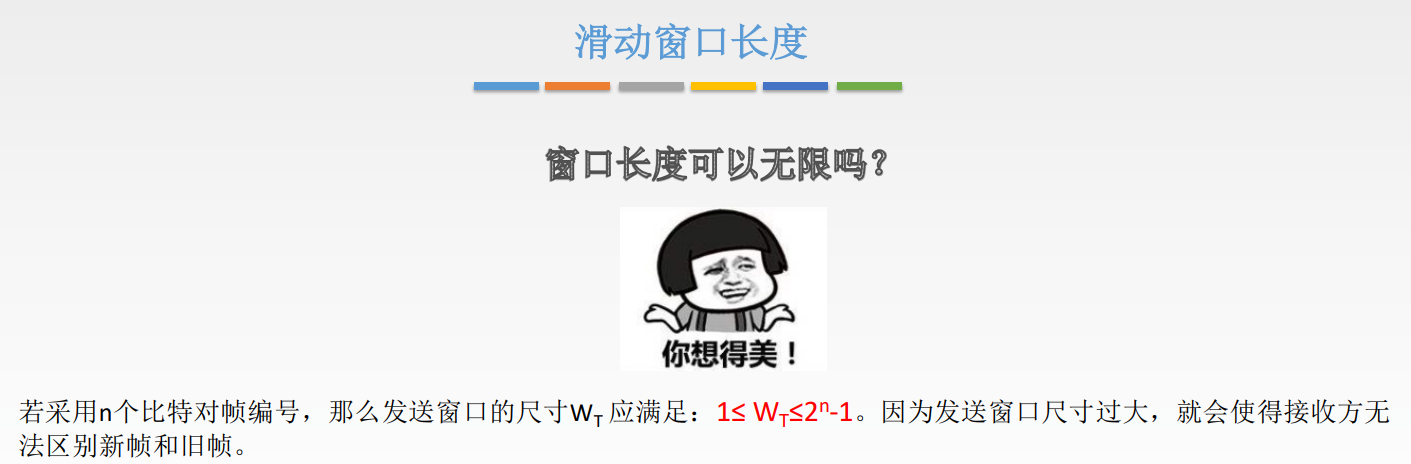 滑动窗口长度
窗口长度可以无限吗?
你想得美!
若采用n个比特对帧编号，那么发送窗口的尺寸W_T 应满足：1≤ W_T≤2^n-1。因为发送窗口尺寸过大，就会使得接收方无
法区别新帧和旧帧。